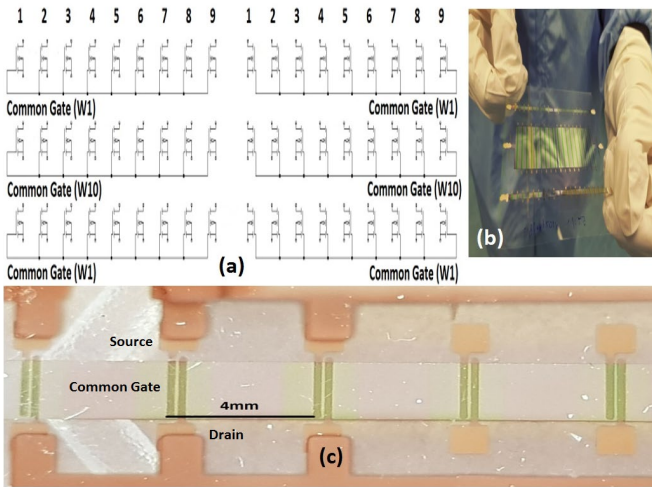 1 2 3 4 5 6 7 8 9 1 2 3 4 5 6 7 8 9
Common Gate (W1) Common Gate (W1)
Common Gate (W10) Common Gate (W10)
Common Gate (W1) Common Gate (W1)
(a)
(b)
Source
Common Gate
4mm
Drain
(c)